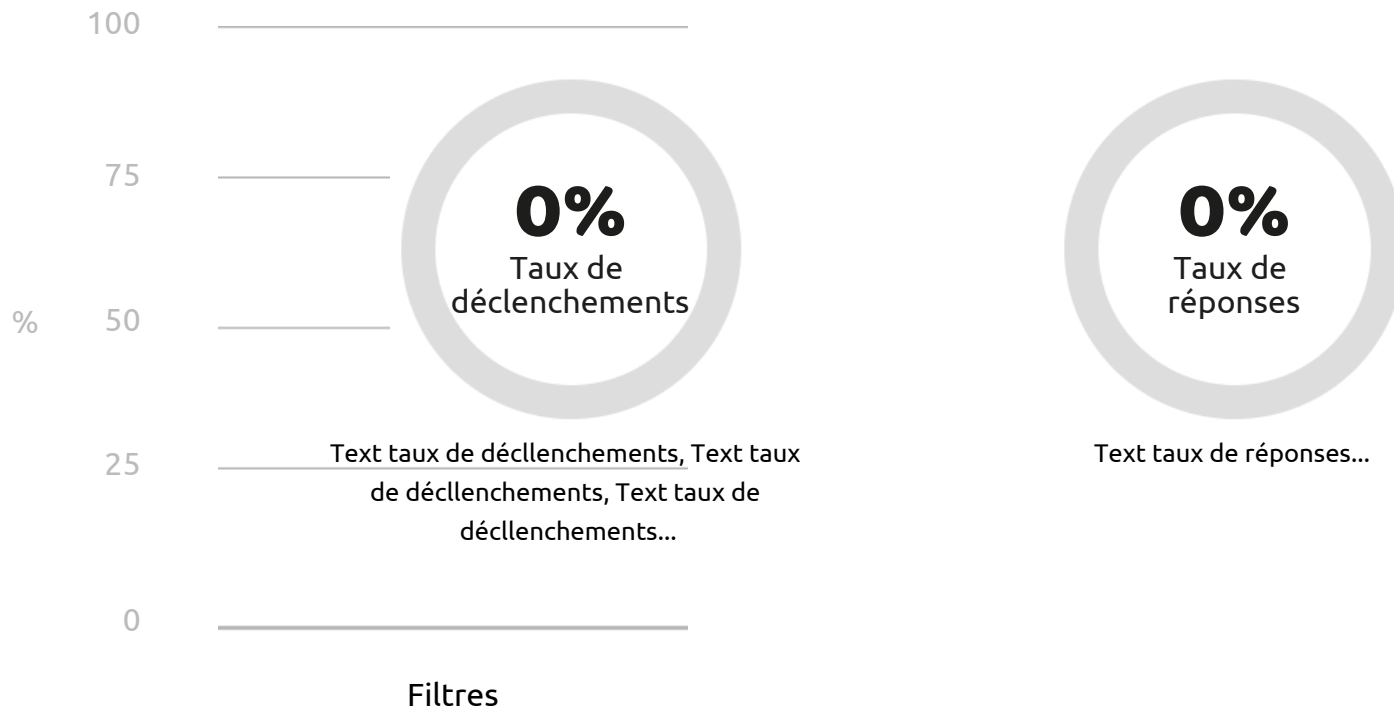 100
75
50
%
25
0
0%
Taux de
déclenchements
Text taux de décllenchements, Text taux
de décllenchements, Text taux de
décllenchements...
0%
Taux de
réponses
Text taux de réponses...
Filtres